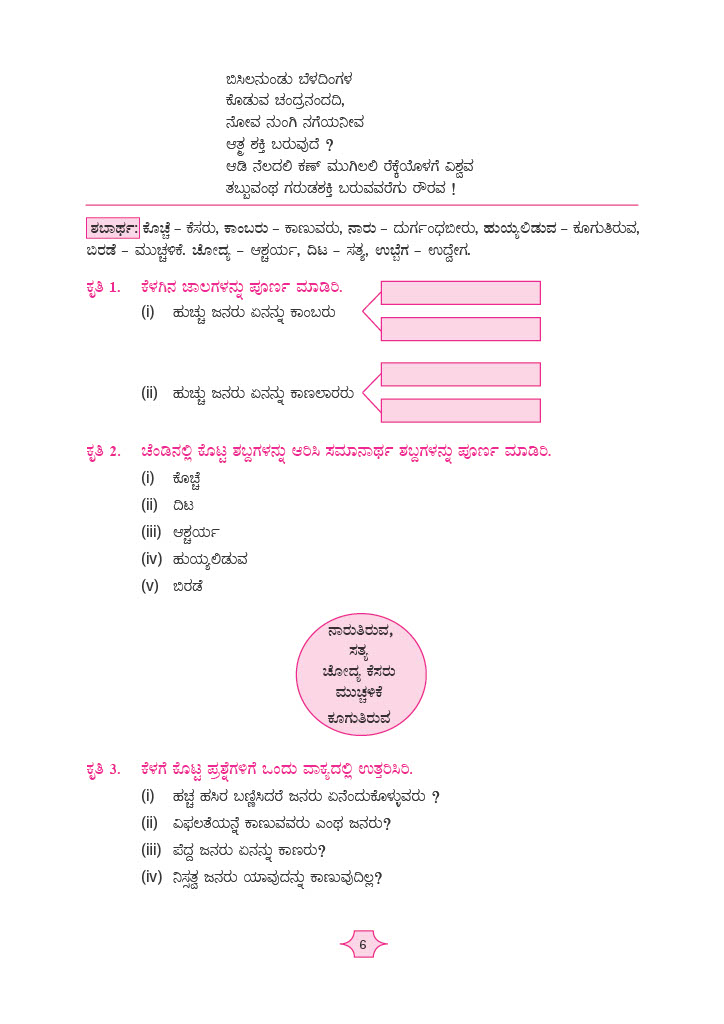 ಬಿಸಿಲನುಂಡು ಬೆಳದಿಂಗಳ
ಕೊಡುವ ಚಂದ್ರನಂದದಿ,
ನೋವ ನುಂಗಿ ನಗೆಯನೀವ
ಆತ್ಮ ಶಕ್ತಿ ಬರುವುದೆ ?
ಆಡಿ ನೆಲದಲಿ ಕಣ್ ಮುಗಿಲಲಿ ರೆಕ್ಕೆಯೊಳಗೆ ವಿಶ್ವವ
ತಬ್ಬುವಂಥ ಗರುಡಶಕ್ತಿ ಬರುವವರೆಗು ರೌರವ !
ಶಬಾರ್ಥ: ಕೊಚ್ಚೆ – ಕೆಸರು, ಕಾಂಬರು – ಕಾಣುವರು, ನಾರು – ದುರ್ಗಂಧಬೀರು, ಹುಯ್ಯಲಿಡುವ – ಕೂಗುತಿರುವ,
ಬಿರಡೆ – ಮುಚ್ಚಳಿಕೆ. ಚೋದ್ಯ – ಆಶ್ಚರ್ಯ, ದಿಟ – ಸತ್ಯ, ಉಬ್ಬೆಗ – ಉದ್ವೇಗ.
ಕೃತಿ 1. ಕೆಳಗಿನ ಜಾಲಗಳನ್ನು ಪೂರ್ಣ ಮಾಡಿರಿ.
(i) ಹುಚ್ಚು ಜನರು ಏನನ್ನು ಕಾಂಬರು
(ii) ಹುಚ್ಚು ಜನರು ಏನನ್ನು ಕಾಣಲಾರರು
ಕೃತಿ 2. ಚೆಂಡಿನಲ್ಲಿ ಕೊಟ್ಟ ಶಬ್ದಗಳನ್ನು ಆರಿಸಿ ಸಮಾನಾರ್ಥ ಶಬ್ದಗಳನ್ನು ಪೂರ್ಣ ಮಾಡಿರಿ.
(i) ಕೊಚ್ಚೆ
(ii) ದಿಟ
(iii) ಆಶ್ಚರ್ಯ
(iv) ಹುಯ್ಯಲಿಡುವ
(v) ಬಿರಡೆ
ನಾರುತಿರುವ,
ಸತ್ಯ
ಚೋದ್ಯ ಕೆಸರು
ಮುಚ್ಚಳಿಕೆ
ಕೂಗುತಿರುವ
ಕೃತಿ 3. ಕೆಳಗೆ ಕೊಟ್ಟ ಪ್ರಶ್ನೆಗಳಿಗೆ ಒಂದು ವಾಕ್ಯದಲ್ಲಿ ಉತ್ತರಿಸಿರಿ.
(i) ಹಚ್ಚ ಹಸಿರ ಬಣ್ಣಿಸಿದರೆ ಜನರು ಏನೆಂದುಕೊಳ್ಳುವರು ?
(ii) ವಿಫಲತೆಯನ್ನೆ ಕಾಣುವವರು ಎಂಥ ಜನರು?
(iii) ಪೆದ್ದ ಜನರು ಏನನ್ನು ಕಾಣರು?
(iv) ನಿಸ್ಸತ್ವ ಜನರು ಯಾವುದನ್ನು ಕಾಣುವುದಿಲ್ಲ?
6